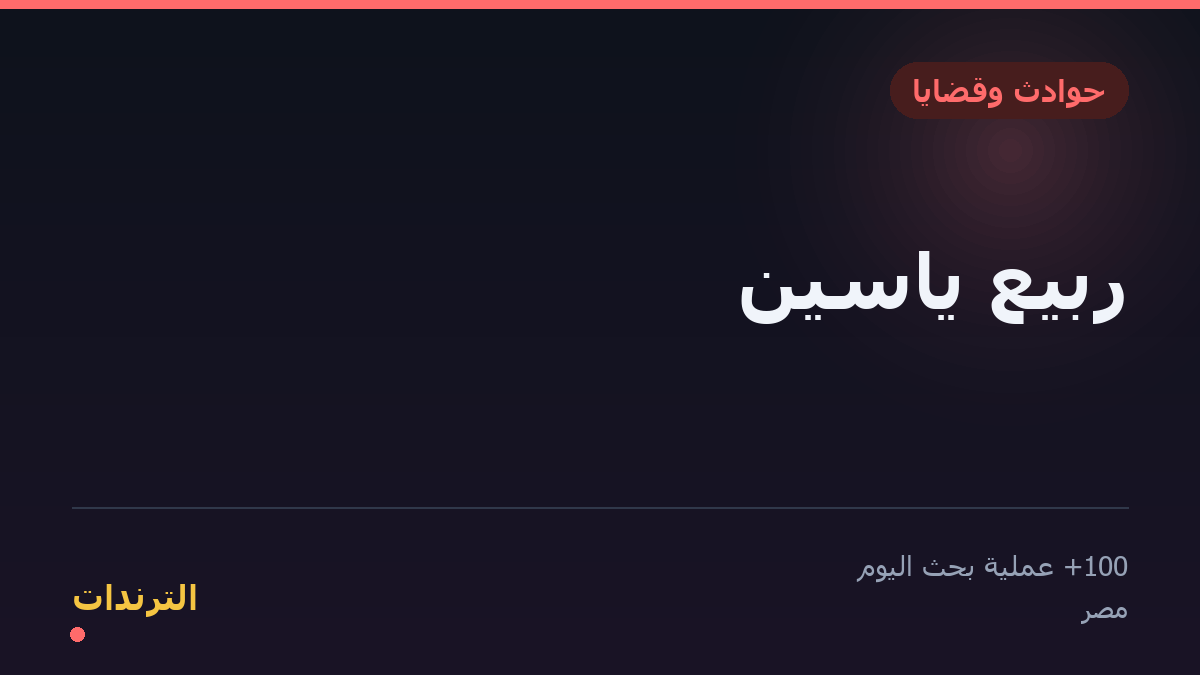 حوادث وقضايا
ربيع ياسين
100+ عملية بحث اليوم
مصر
الترندات